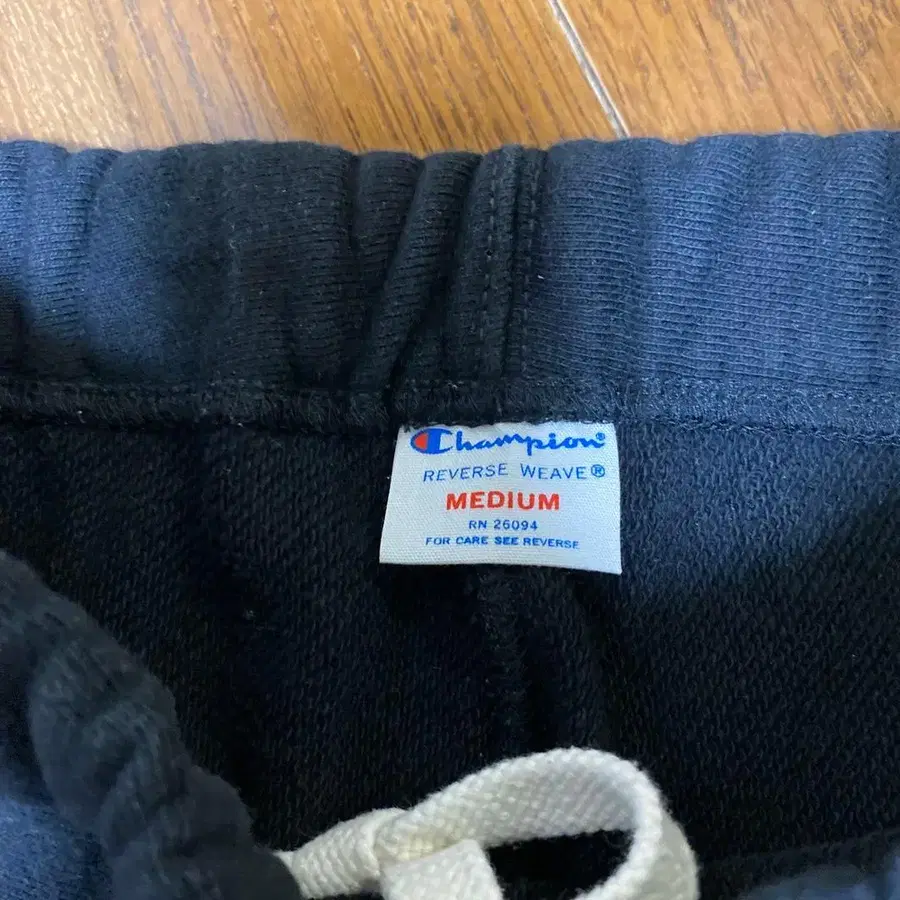 Champion®
REVERSE WEAVE®
MEDIUM
RN 26094
FOR CARE SEE REVERSE